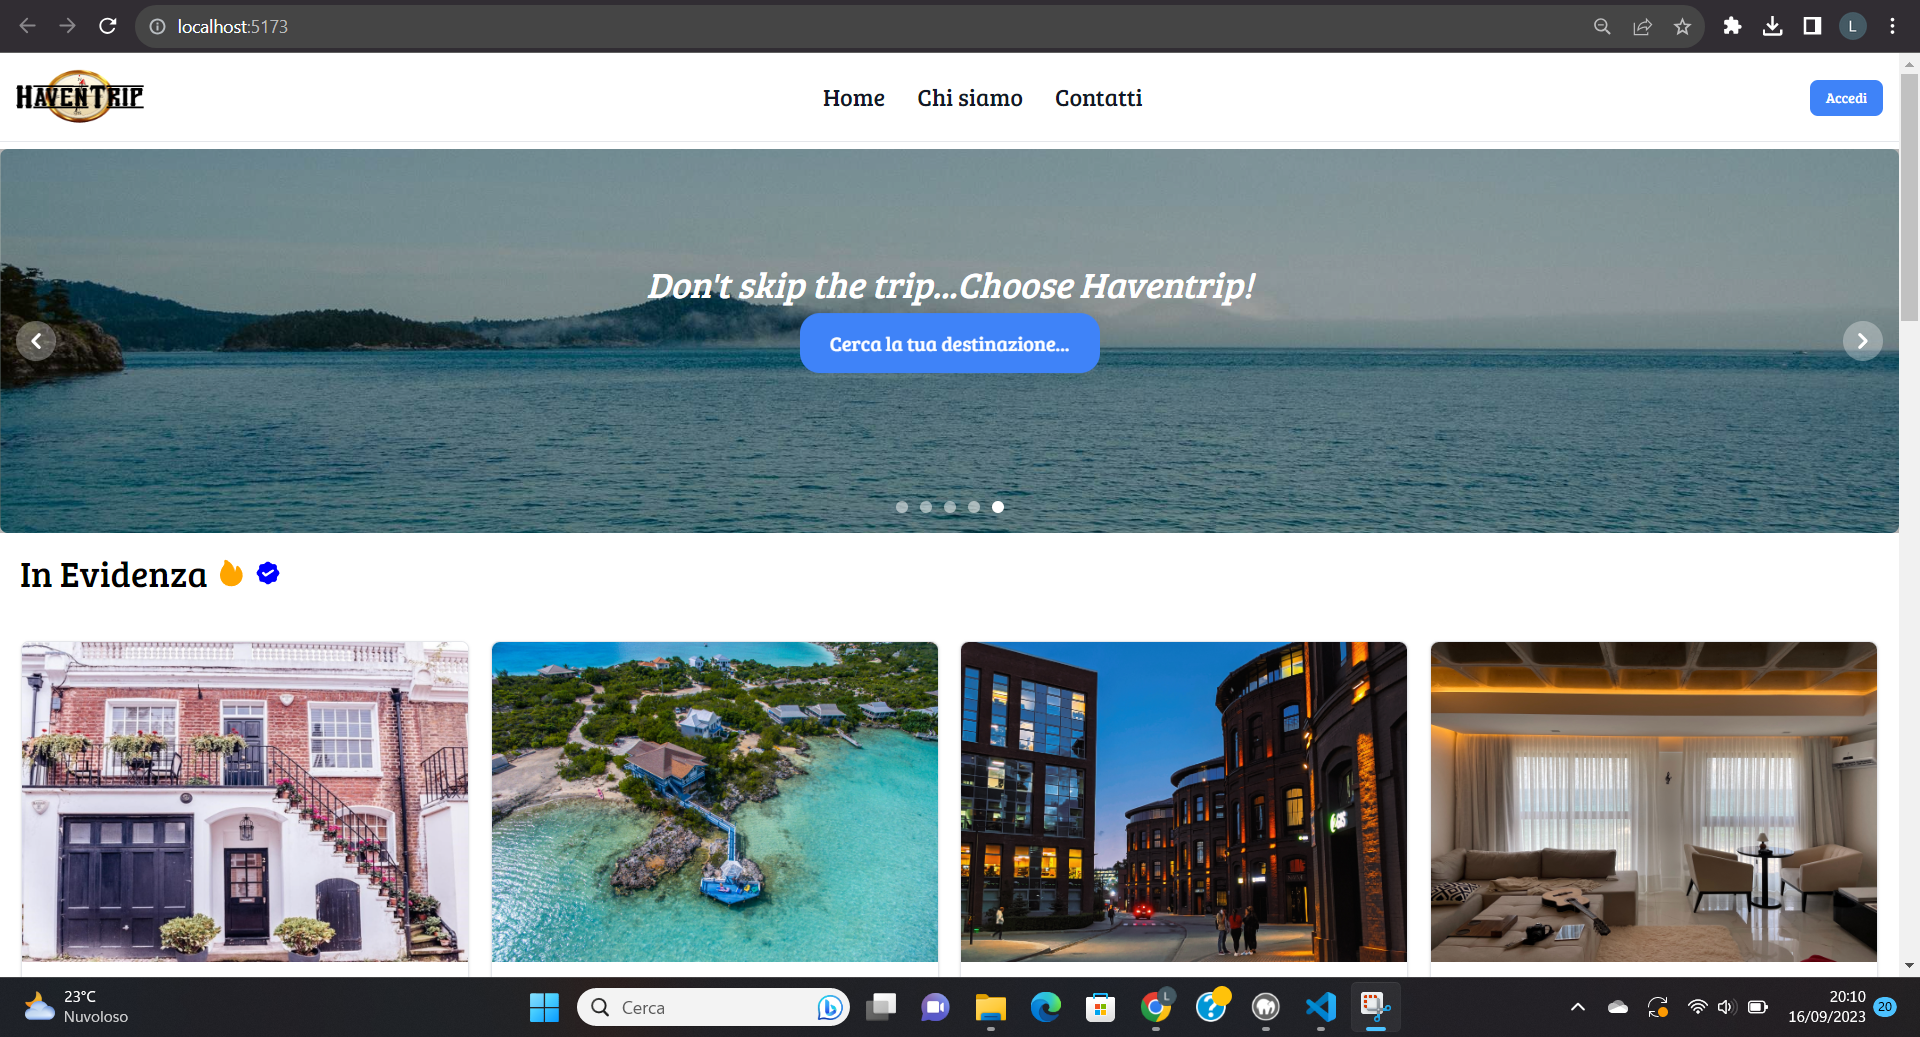 localhost:5173
L
HAVENTRIP
Home
Chi siamo
Contatti
Accedi
Don't skip the trip...Choose Haventrip!
Cerca la tua destinazione...
In Evidenza
23°C
Nuvoloso
Cerca
L
20:10
16/09/2023
20